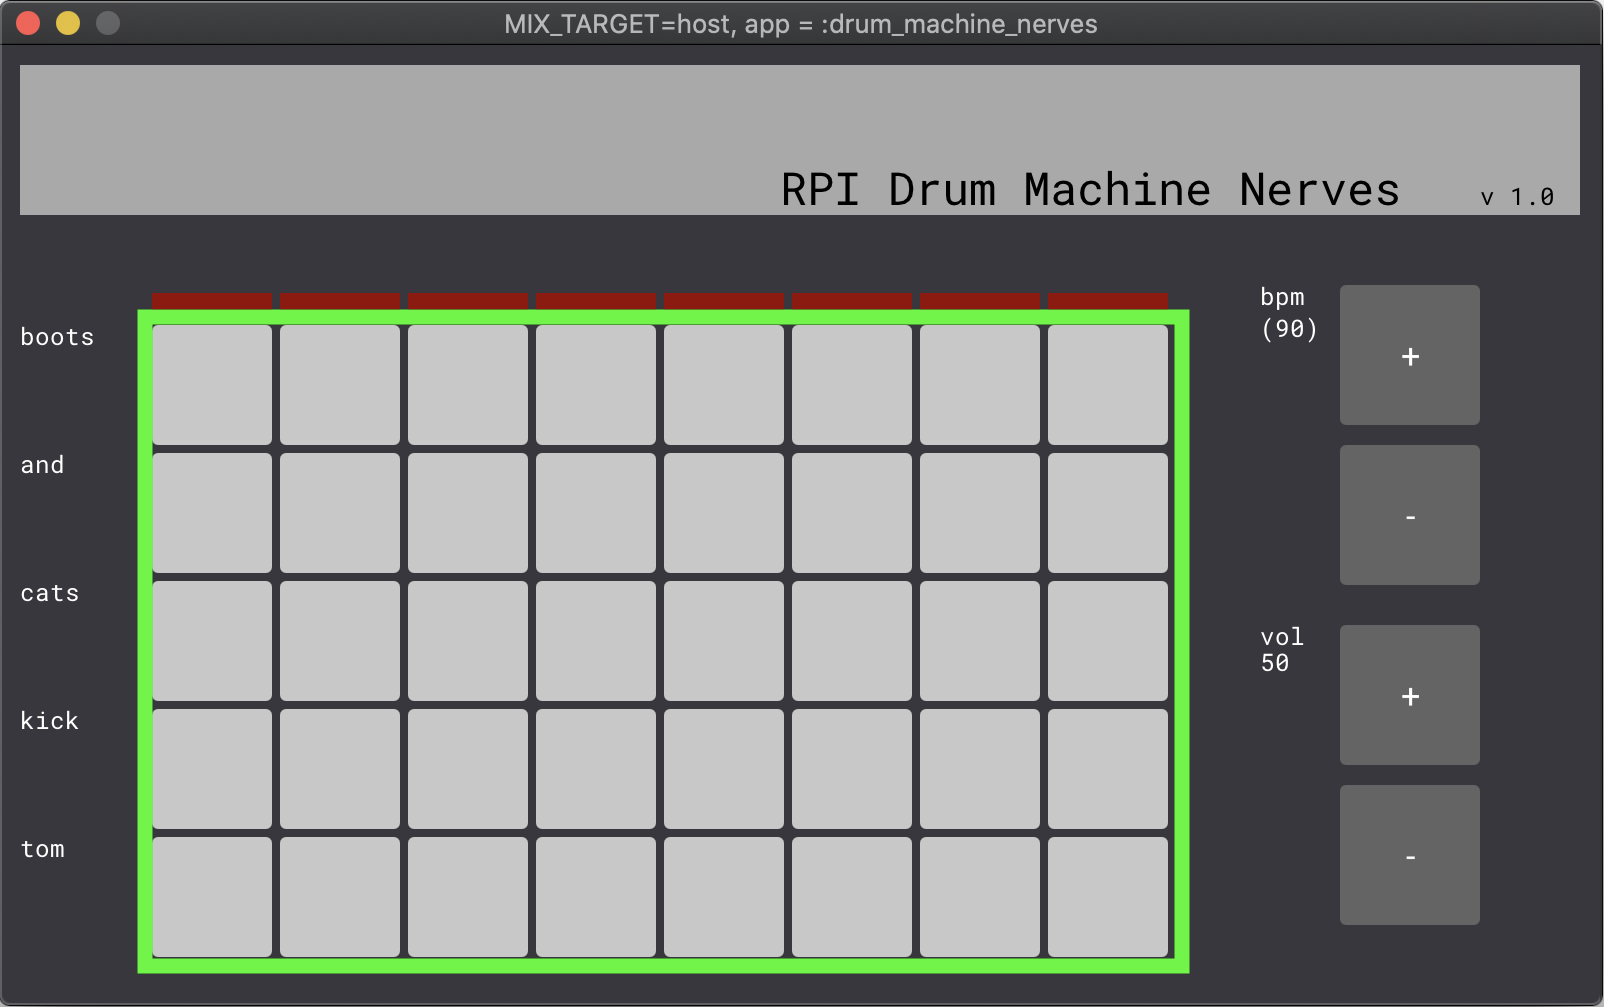 MIX_TARGET=host, app = :drum_machine_nerves
RPI Drum Machine Nerves v 1.0
bpm
(90)
+
boots
and
-
cats
vol
50
+
kick
tom
-